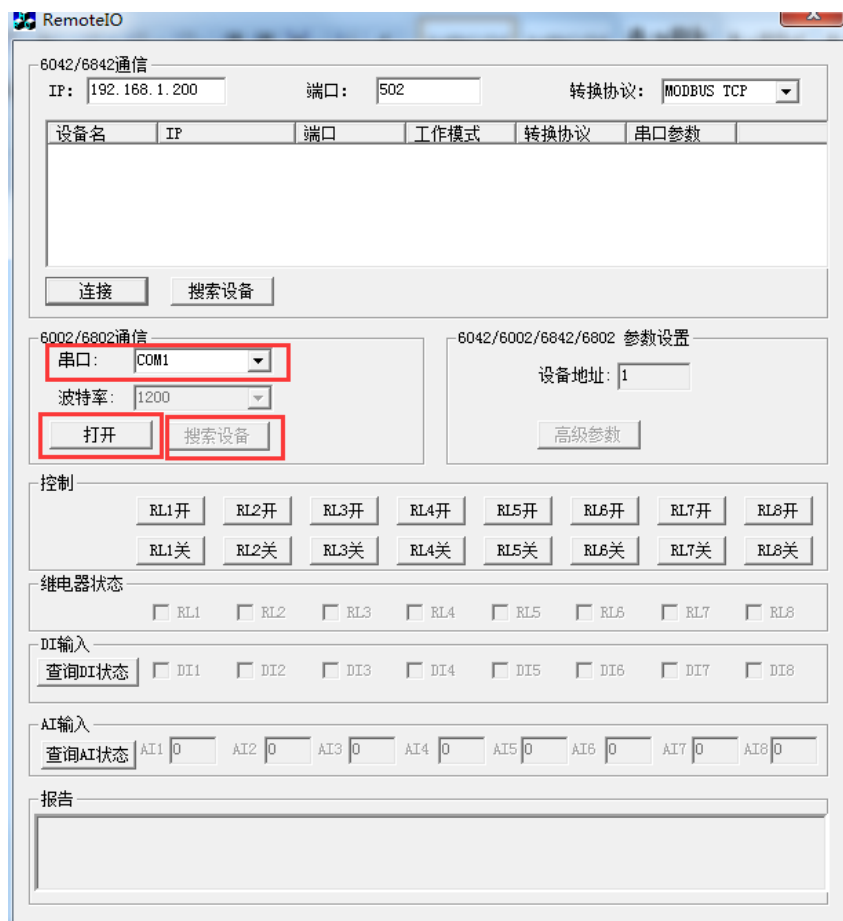 RemoteIO
6042/6842通信
IP: 192.168.1.200 端口: 502 转换协议: MODBUS TCP
设备名 IP 端口 工作模式 转换协议 串口参数
连接 搜索设备
6002/6802通信
串口: COM1
波特率: 1200
打开 搜索设备
6042/6002/6842/6802 参数设置
设备地址: 1
高级参数
控制
RL1开 RL2开 RL3开 RL4开 RL5开 RL6开 RL7开 RL8开
RL1关 RL2关 RL3关 RL4关 RL5关 RL6关 RL7关 RL8关
继电器状态
RL1 RL2 RL3 RL4 RL5 RL6 RL7 RL8
DI输入
查询DI状态 DI1 DI2 DI3 DI4 DI5 DI6 DI7 DI8
AI输入
查询AI状态 AI1 0 AI2 0 AI3 0 AI4 0 AI5 0 AI6 0 AI7 0 AI8 0
报告